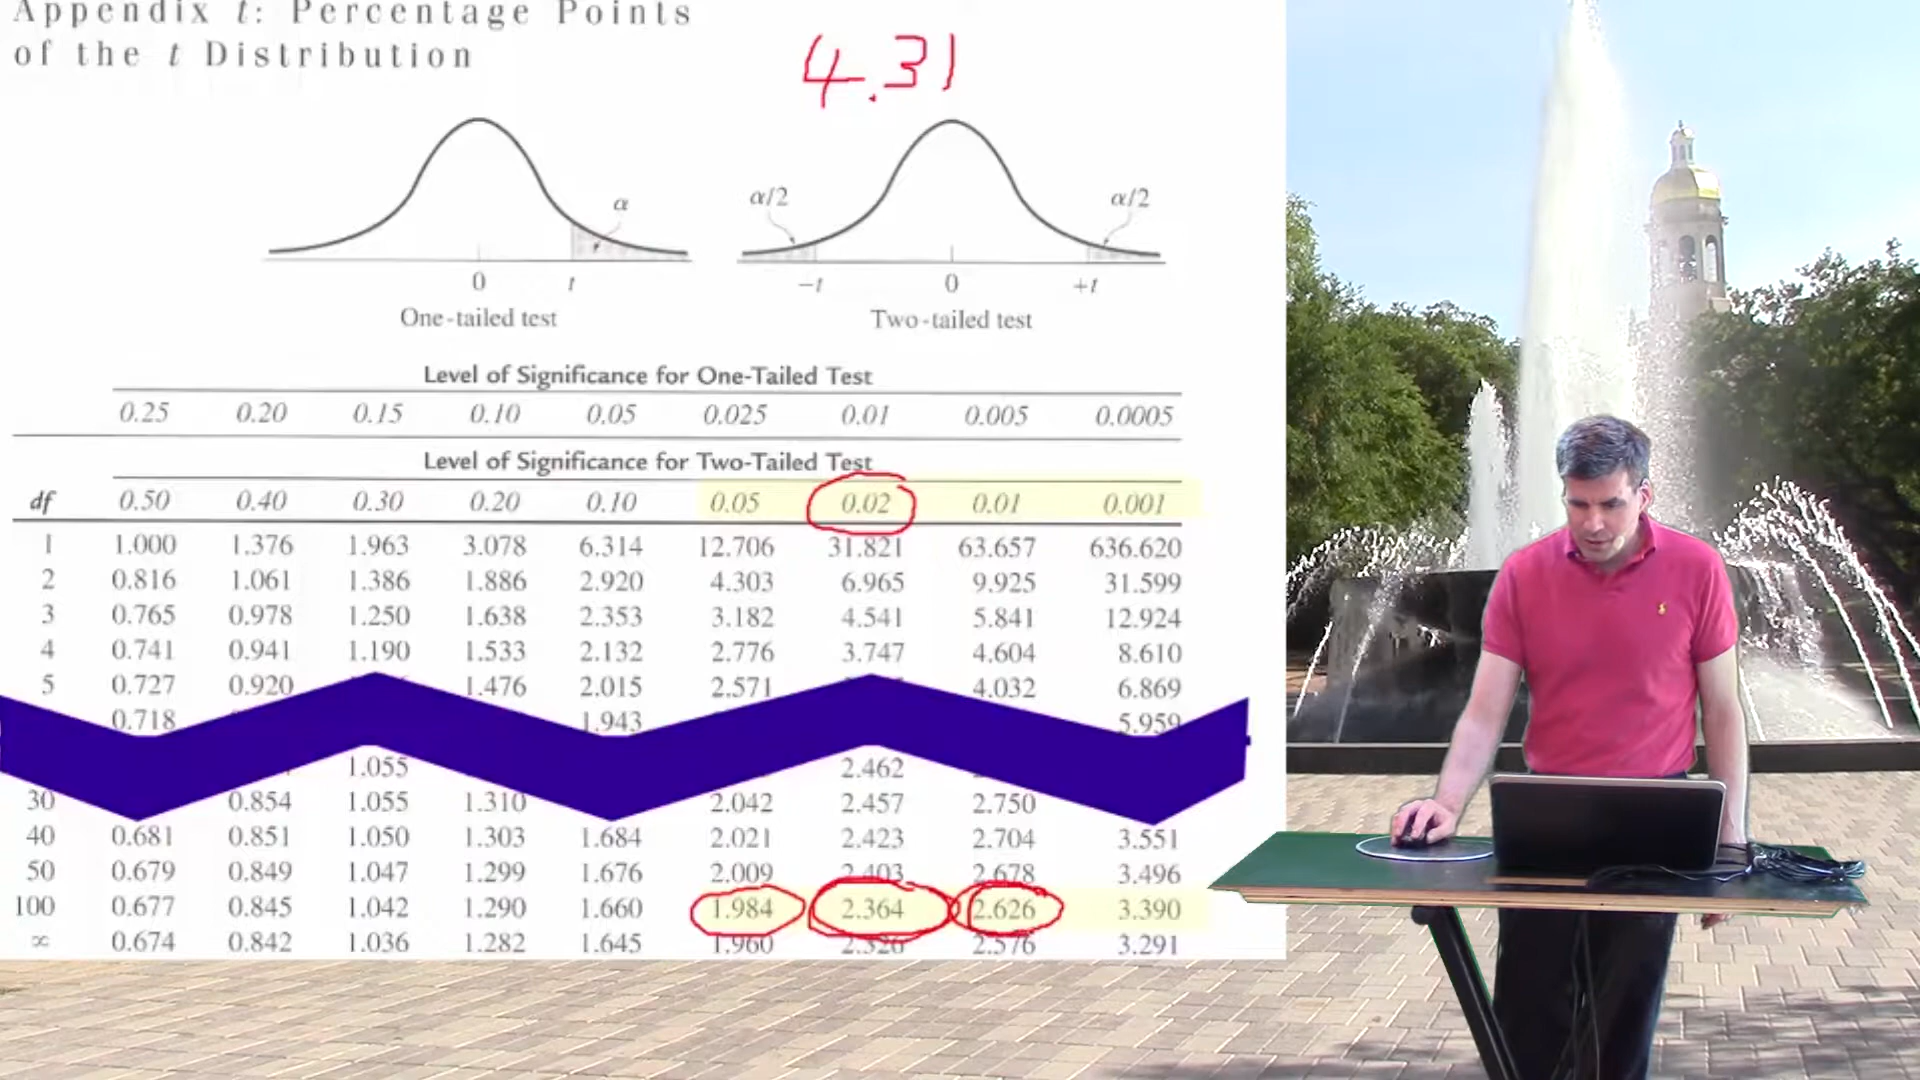 Appendix t: Percentage Points
of the t Distribution
4.31
α
α/2
α/2
0
t
−t
0
+t
One-tailed test
Two-tailed test
Level of Significance for One-Tailed Test
0.25 0.20 0.15 0.10 0.05 0.025 0.01 0.005 0.0005
Level of Significance for Two-Tailed Test
df 0.50 0.40 0.30 0.20 0.10 0.05 0.02 0.01 0.001
1 1.000 1.376 1.963 3.078 6.314 12.706 31.821 63.657 636.620
2 0.816 1.061 1.386 1.886 2.920 4.303 6.965 9.925 31.599
3 0.765 0.978 1.250 1.638 2.353 3.182 4.541 5.841 12.924
4 0.741 0.941 1.190 1.533 2.132 2.776 3.747 4.604 8.610
5 0.727 0.920 1.476 2.015 2.571 4.032 6.869
0.718 1.943 5.959
1.055 2.462
30 0.854 1.055 1.310 2.042 2.457 2.750
40 0.681 0.851 1.050 1.303 1.684 2.021 2.423 2.704 3.551
50 0.679 0.849 1.047 1.299 1.676 2.009 2.403 2.678 3.496
100 0.677 0.845 1.042 1.290 1.660 1.984 2.364 2.626 3.390
∞ 0.674 0.842 1.036 1.282 1.645 1.960 2.326 2.576 3.291